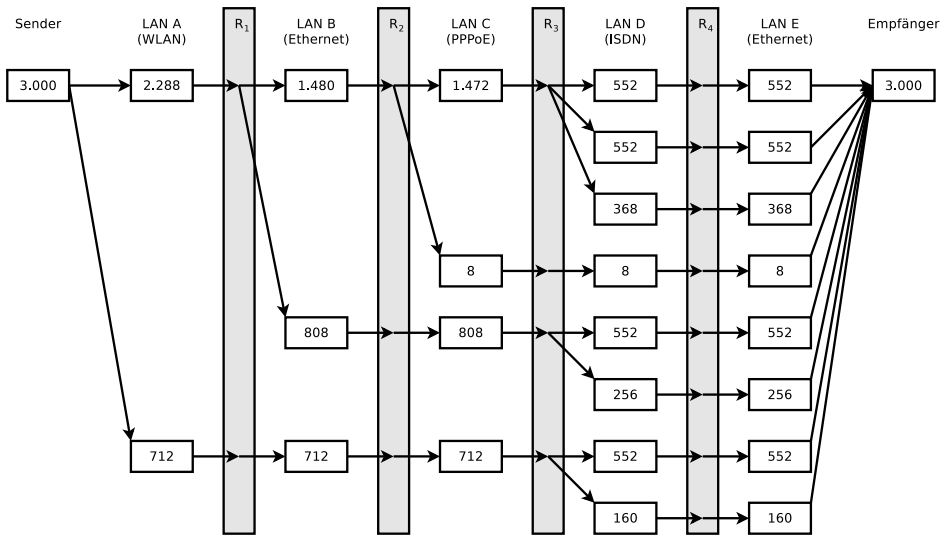 Sender LAN A R1 LAN B R2 LAN C R3 LAN D R4 LAN E Empfänger
(WLAN) (Ethernet) (PPPoE) (ISDN) (Ethernet)
3.000 2.288 1.480 1.472 552 552 3.000
552 552
368 368
8 8 8
808 808 552 552
256 256
712 712 712 552 552
160 160